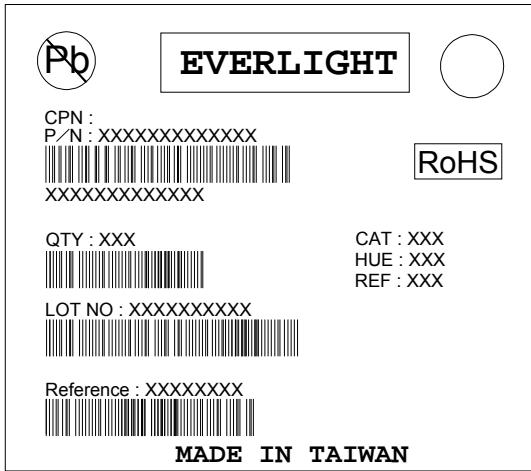 Pb
EVERLIGHT
CPN :
P/N : XXXXXXXXXXXXX
RoHS
XXXXXXXXXXXXX
QTY : XXX
CAT : XXX
HUE : XXX
REF : XXX
LOT NO : XXXXXXXXXX
Reference : XXXXXXXX
MADE IN TAIWAN